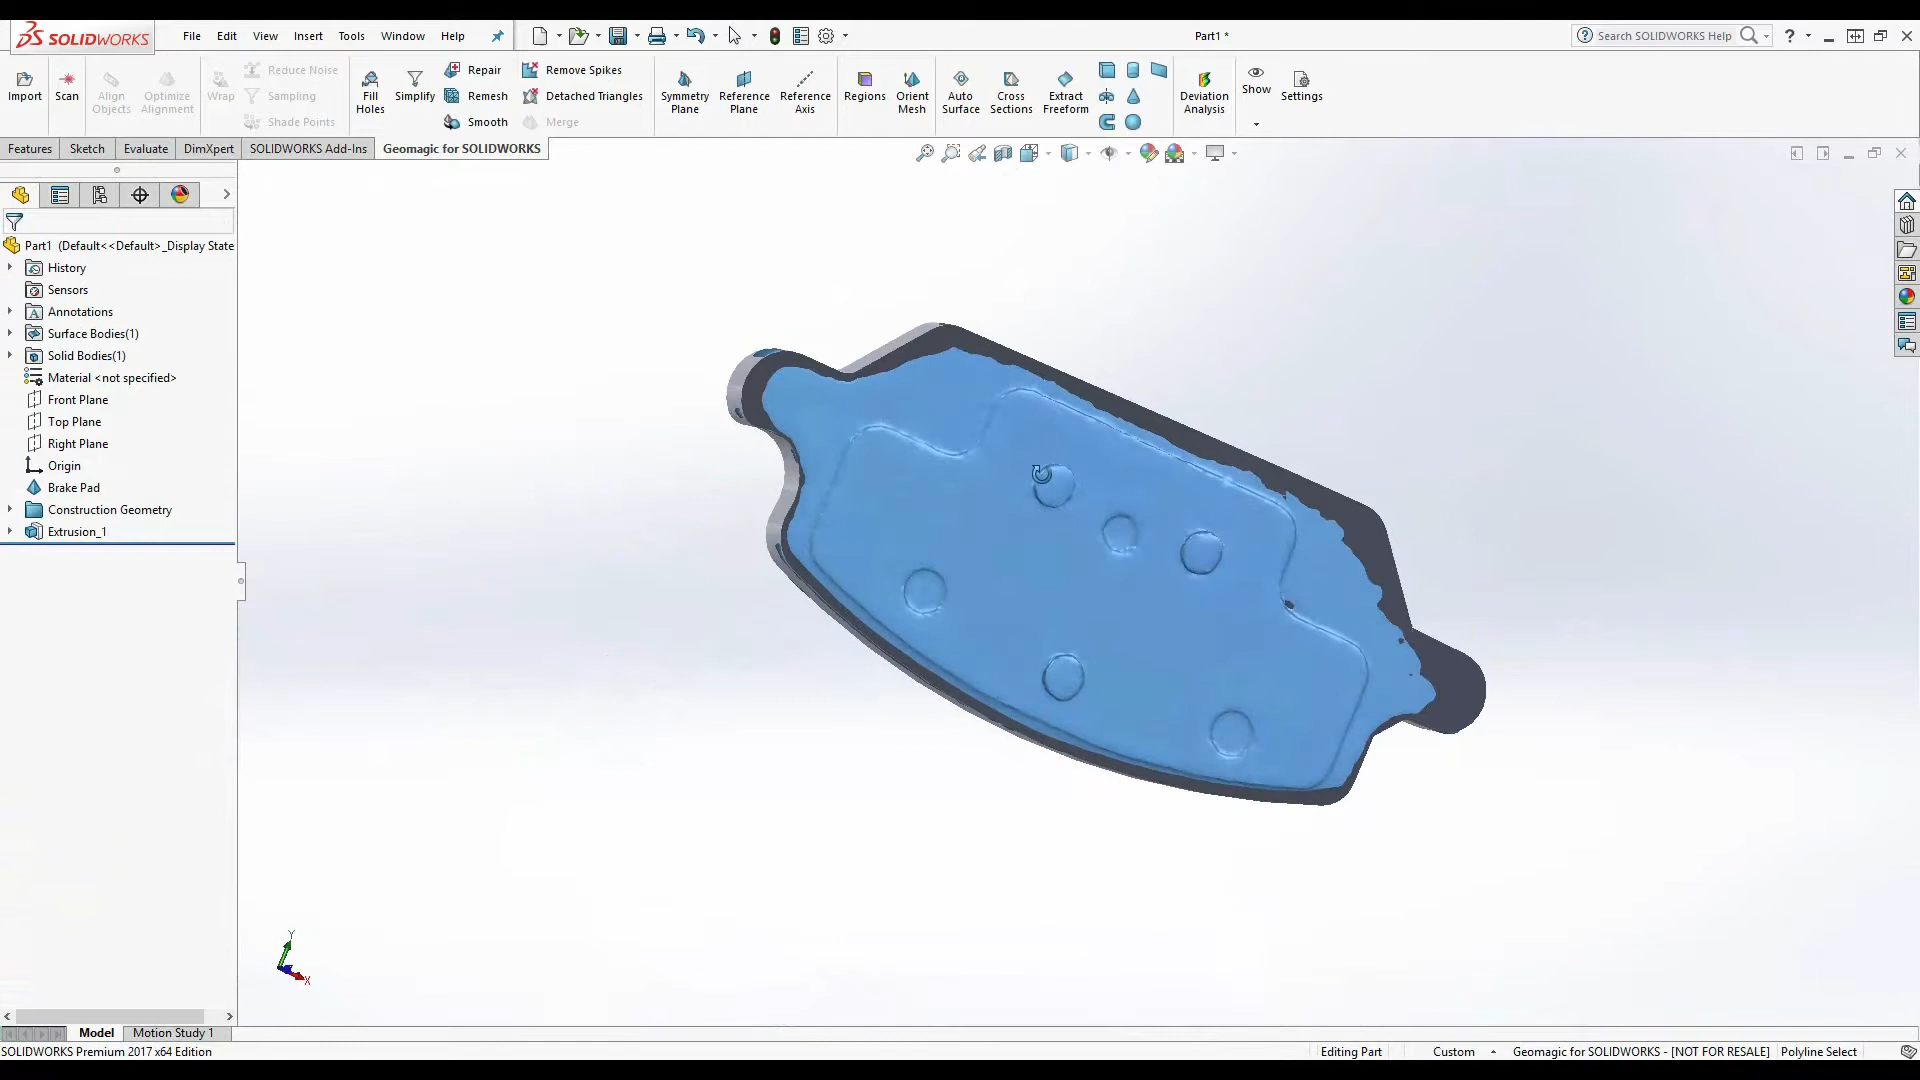 SOLIDWORKS File Edit View Insert Tools Window Help Part1 * Search SOLIDWORKS Help ?
Import Scan Align Objects Optimize Alignment Wrap Reduce Noise Sampling Shade Points Fill Holes Simplify Repair Remesh Smooth Remove Spikes Detached Triangles Merge Symmetry Plane Reference Plane Reference Axis Regions Orient Mesh Auto Surface Cross Sections Extract Freeform Deviation Analysis Show Settings
Features Sketch Evaluate DimXpert SOLIDWORKS Add-Ins Geomagic for SOLIDWORKS
Part1 (Default<<Default>_Display State
History
Sensors
A Annotations
Surface Bodies(1)
Solid Bodies(1)
Material <not specified>
Front Plane
Top Plane
Right Plane
Origin
Brake Pad
Construction Geometry
Extrusion_1
Y
X
Model Motion Study 1
SOLIDWORKS Premium 2017 x64 Edition Editing Part Custom Geomagic for SOLIDWORKS - [NOT FOR RESALE] Polyline Select